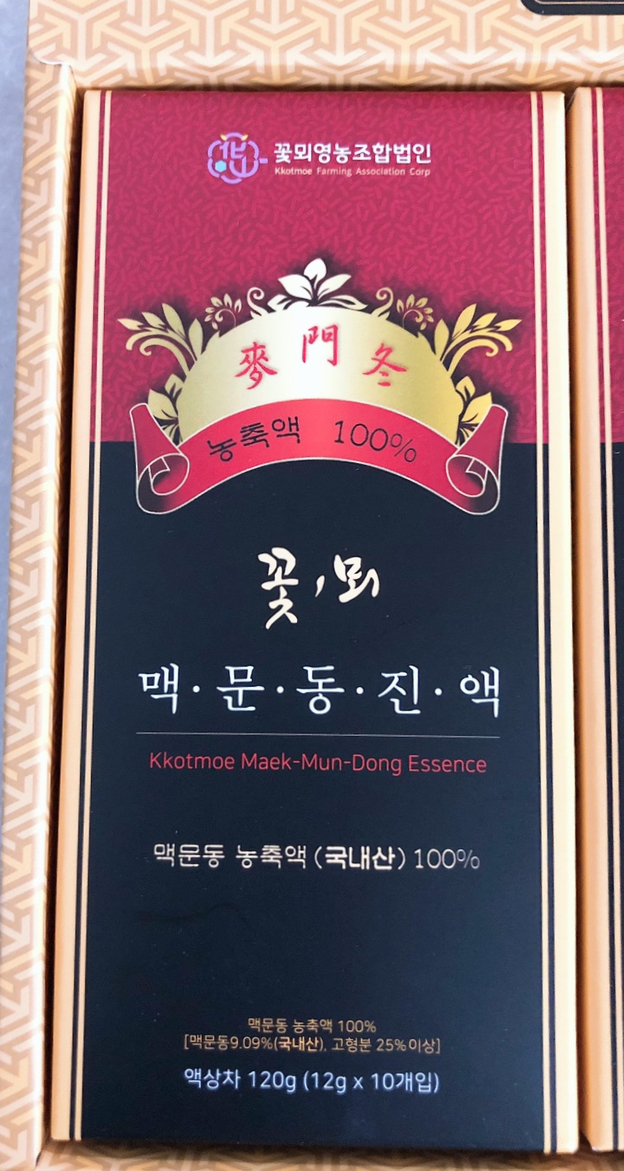 꽃뫼영농조합법인
Kkotmoe Farming Association Corp
麥門冬
농축액 100%
꽃,뫼
맥·문·동·진·액
Kkotmoe Maek-Mun-Dong Essence
맥문동 농축액 (국내산) 100%
맥문동 농축액 100%
[맥문동9.09%(국내산), 고형분 25%이상]
액상차 120g (12g x 10개입)